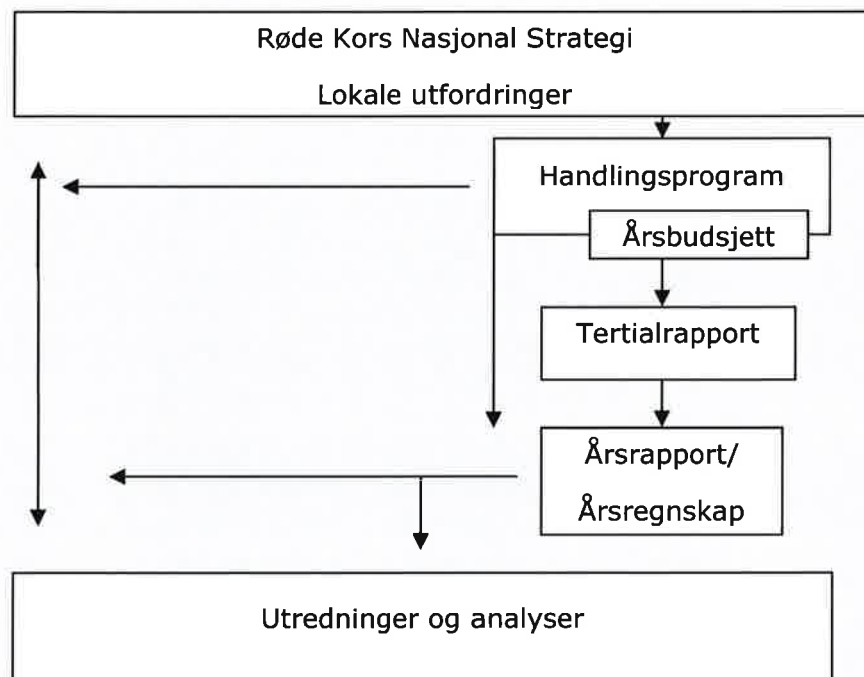 Røde Kors Nasjonal Strategi
Lokale utfordringer
Handlingsprogram
Årsbudsjett
Tertialrapport
Årsrapport/
Årsregnskap
Utredninger og analyser